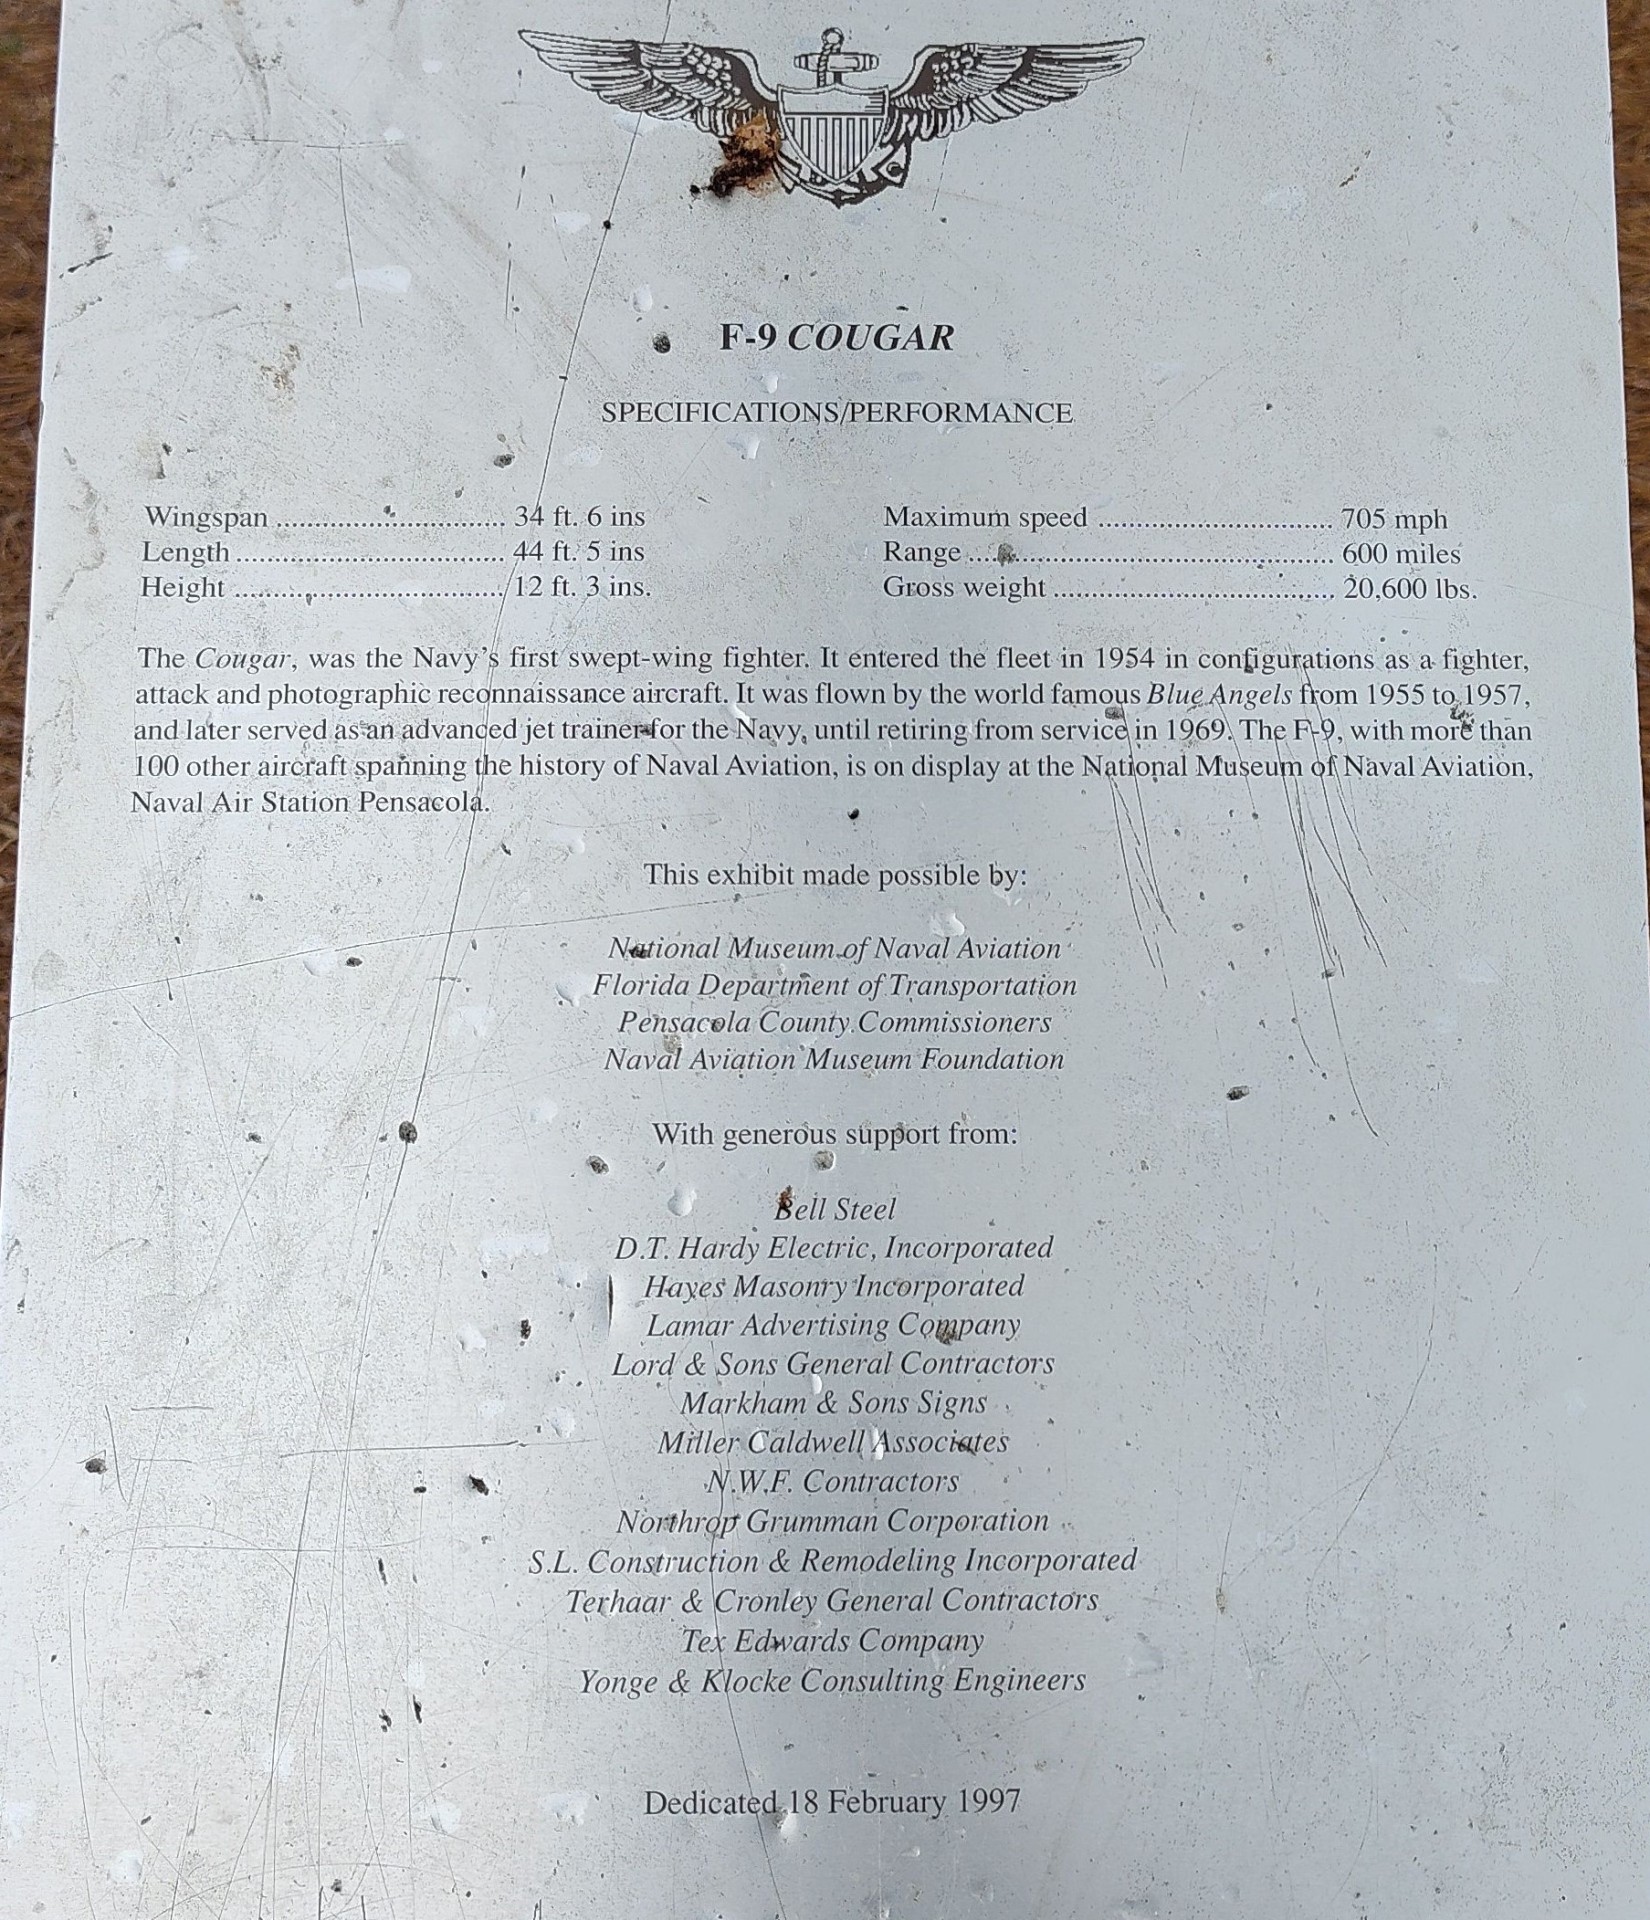 F-9 COUGAR
SPECIFICATIONS/PERFORMANCE
Wingspan .............................. 34 ft. 6 ins
Length ................................... 44 ft. 5 ins
Height ................................... 12 ft. 3 ins.
Maximum speed ............................... 705 mph
Range ................................................ 600 miles
Gross weight ..................................... 20,600 lbs.
The Cougar, was the Navy's first swept-wing fighter. It entered the fleet in 1954 in configurations as a fighter,
attack and photographic reconnaissance aircraft. It was flown by the world famous Blue Angels from 1955 to 1957,
and later served as an advanced jet trainer for the Navy, until retiring from service in 1969. The F-9, with more than
100 other aircraft spanning the history of Naval Aviation, is on display at the National Museum of Naval Aviation,
Naval Air Station Pensacola.
This exhibit made possible by:
National Museum of Naval Aviation
Florida Department of Transportation
Pensacola County Commissioners
Naval Aviation Museum Foundation
With generous support from:
Bell Steel
D.T. Hardy Electric, Incorporated
Hayes Masonry Incorporated
Lamar Advertising Company
Lord & Sons General Contractors
Markham & Sons Signs
Miller Caldwell Associates
N.W.F. Contractors
Northrop Grumman Corporation
S.L. Construction & Remodeling Incorporated
Terhaar & Cronley General Contractors
Tex Edwards Company
Yonge & Klocke Consulting Engineers
Dedicated 18 February 1997